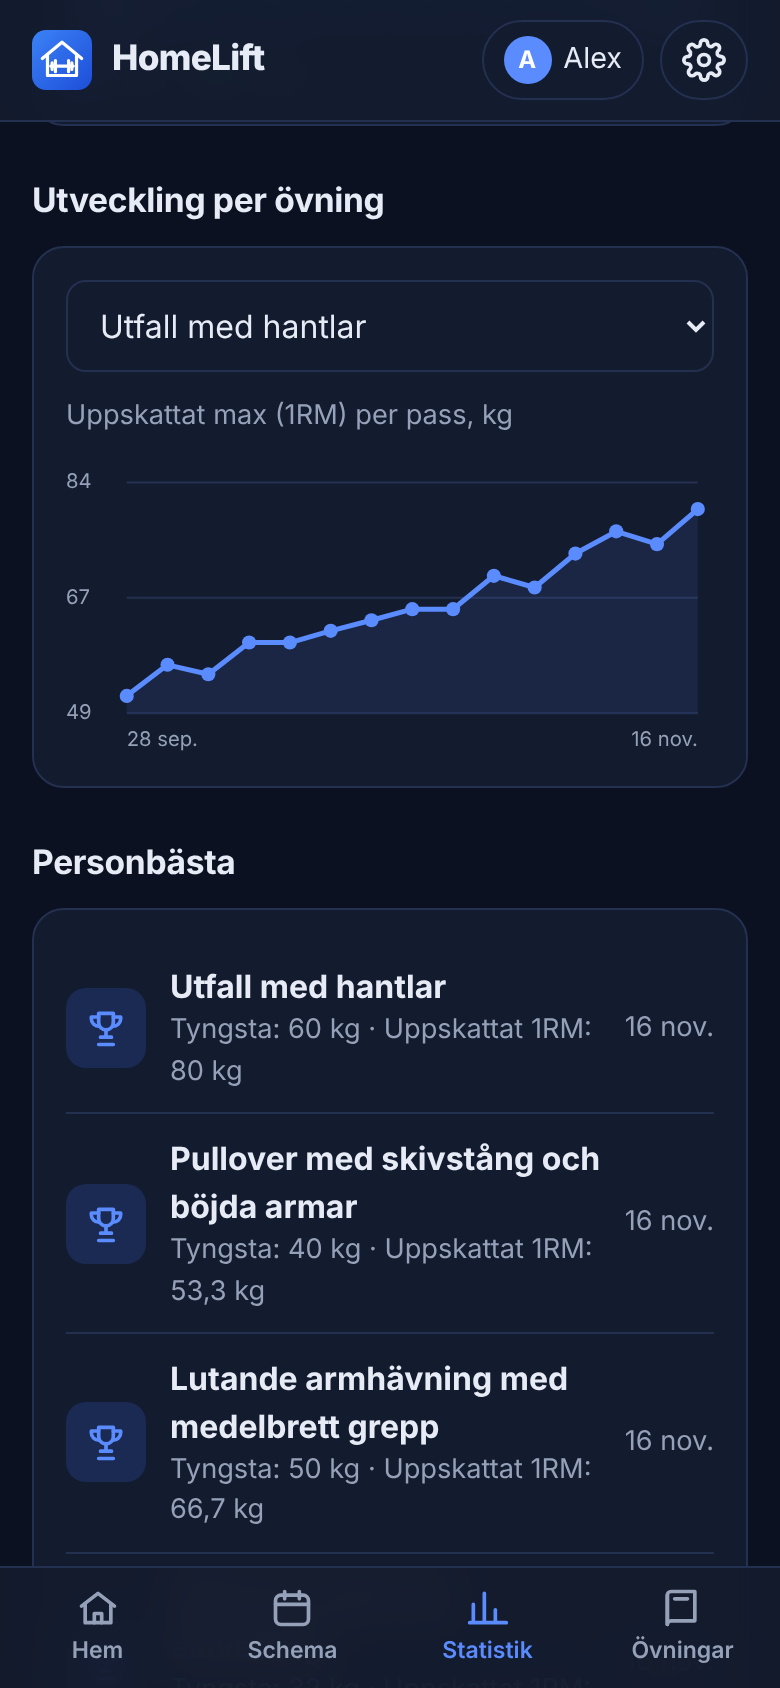 HomeLift
A Alex
Utveckling per övning
Utfall med hantlar
Uppskattat max (1RM) per pass, kg
84
67
49
28 sep. 16 nov.
Personbästa
Utfall med hantlar
Tyngsta: 60 kg · Uppskattat 1RM:
80 kg
16 nov.
Pullover med skivstång och
böjda armar
Tyngsta: 40 kg · Uppskattat 1RM:
53,3 kg
16 nov.
Lutande armhävning med
medelbrett grepp
Tyngsta: 50 kg · Uppskattat 1RM:
66,7 kg
16 nov.
Hem Schema Statistik Övningar